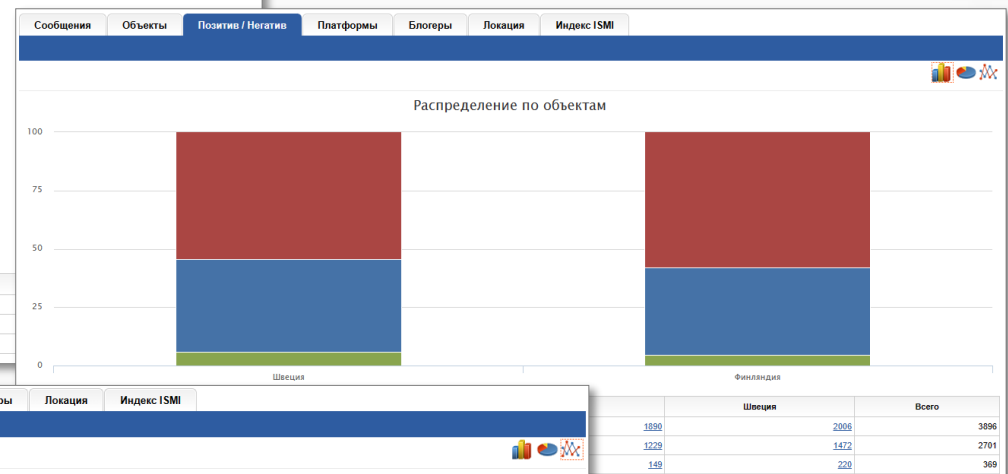 Сообщения Объекты Позитив / Негатив Платформы Блогеры Локация Индекс ISMI
Распределение по объектам
100
75
50
25
0
Швеция Финляндия
ры Локация Индекс ISMI
Швеция Всего
1890 2006 3896
1229 1472 2701
149 220 369